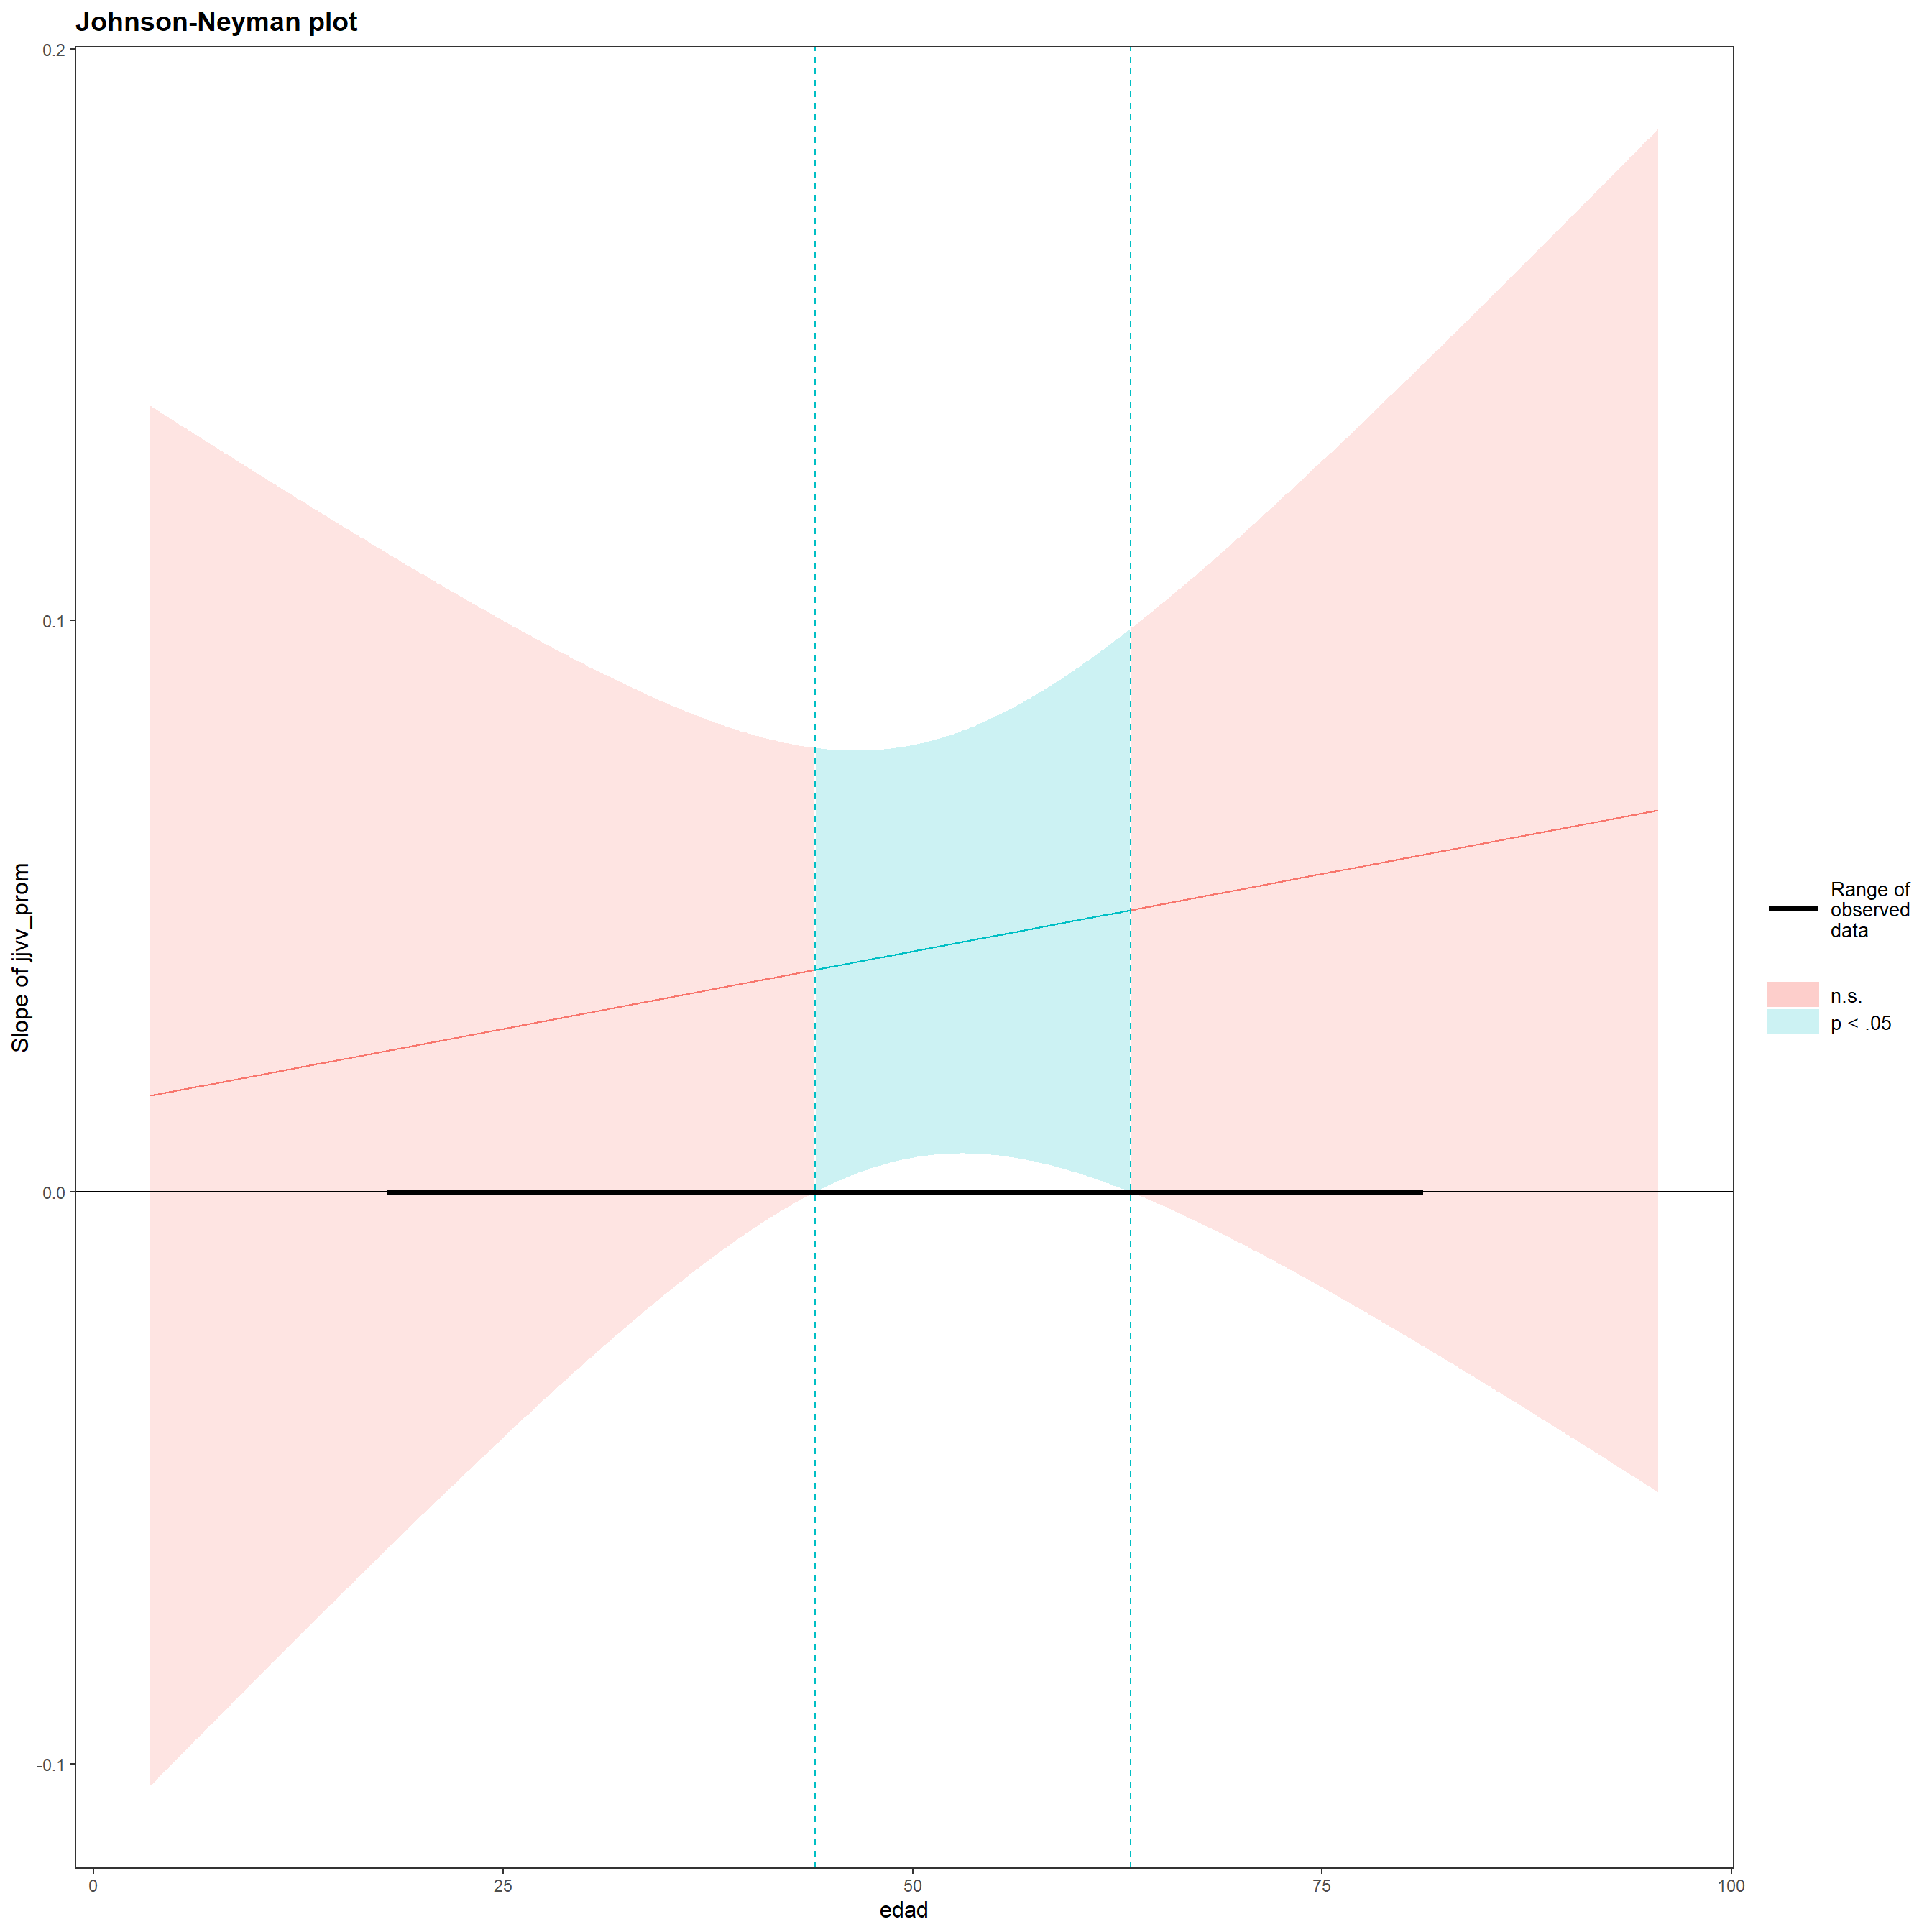 Johnson-Neyman plot
0.2
0.1
0.0
-0.1
Slope of jjvv_prom
0
25
50
75
100
edad
Range of
observed
data
n.s.
p < .05